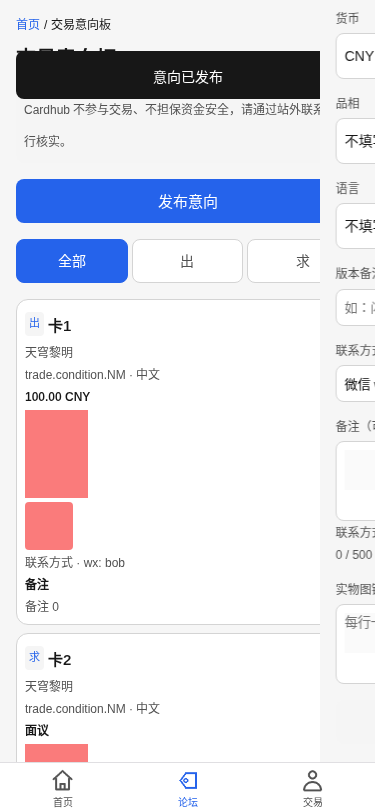 首页 / 交易意向板
意向已发布
Cardhub 不参与交易、不担保资金安全，请通过站外联系
行核实。
发布意向
全部
出
求
出 卡1
天穹黎明
trade.condition.NM · 中文
100.00 CNY
联系方式 · wx: bob
备注
备注 0
求 卡2
天穹黎明
trade.condition.NM · 中文
面议
货币
CNY
品相
不填
语言
不填
版本备
如：
联系方
微信
备注
联系方
0 / 500
实物图
每行一
首页
论坛
交易